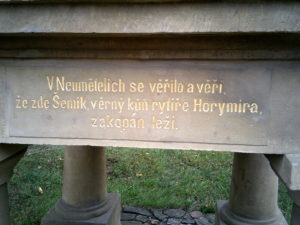 V Neumětelích se věřilo a věří,
že zde Šemík, věrný kůň rytíře Horymíra,
zakopán leží.